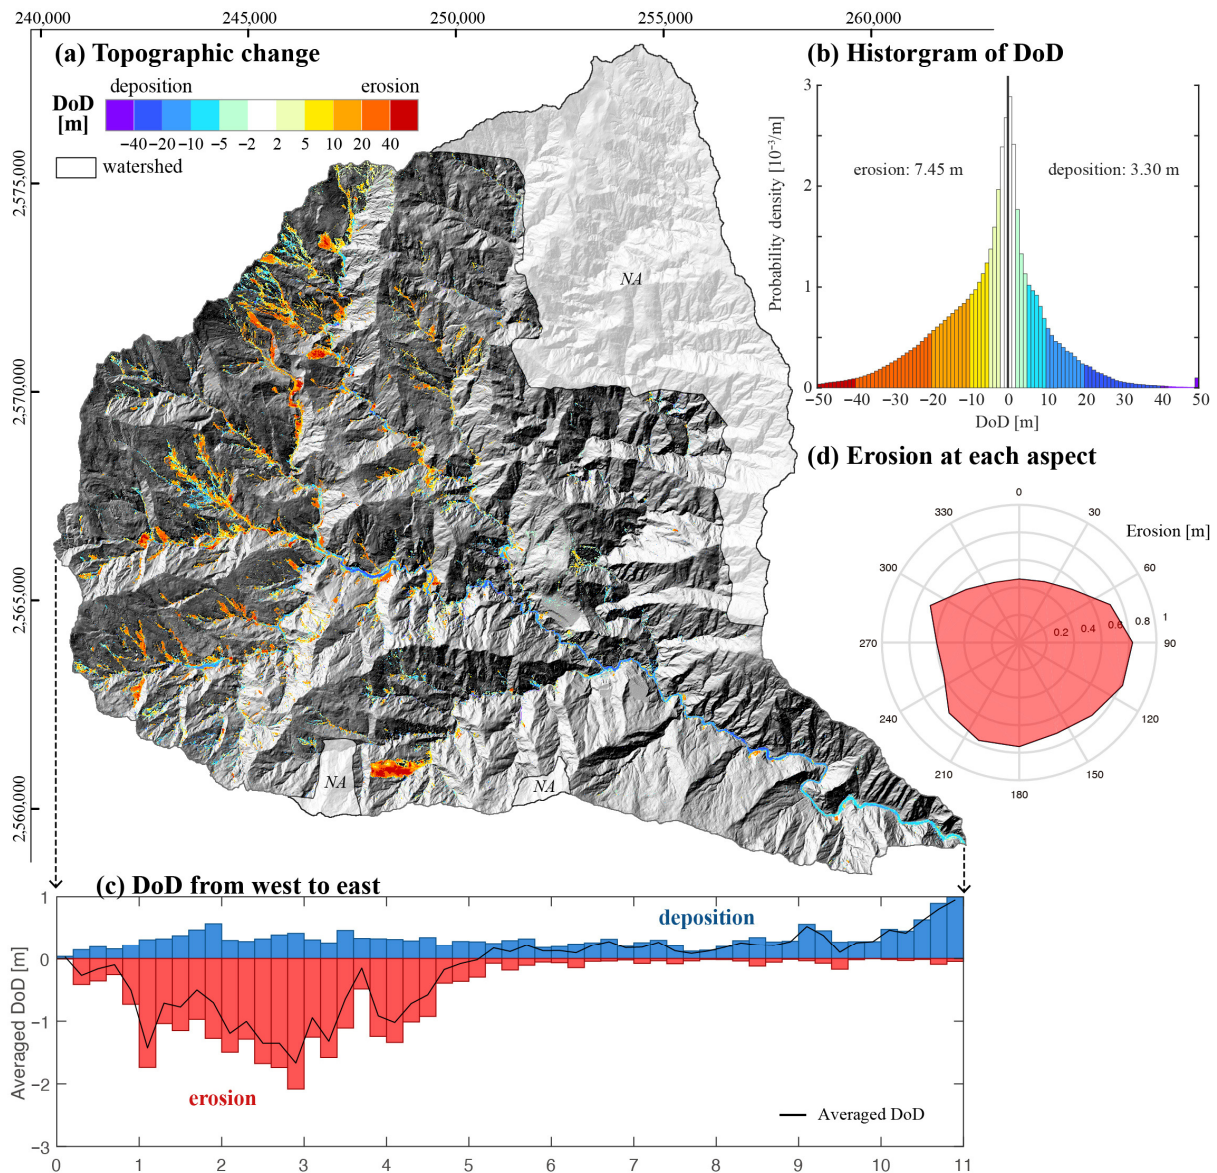 240,000 245,000 250,000 255,000 260,000
(a) Topographic change
deposition erosion
DoD
[m]
−40 −20 −10 −5 −2 2 5 10 20 40
watershed
2,575,000
2,570,000
2,565,000
2,560,000
NA
NA
NA
(b) Historgram of DoD
3
2
1
0
Probability density [10⁻³/m]
erosion: 7.45 m
deposition: 3.30 m
−50 −40 −30 −20 −10 0 10 20 30 40 50
DoD [m]
(d) Erosion at each aspect
Erosion [m]
0
30
60
90
120
150
180
210
240
270
300
330
0.2 0.4 0.6 0.8 1
(c) DoD from west to east
deposition
erosion
Averaged DoD [m]
1
0
−1
−2
−3
Averaged DoD
0 1 2 3 4 5 6 7 8 9 10 11